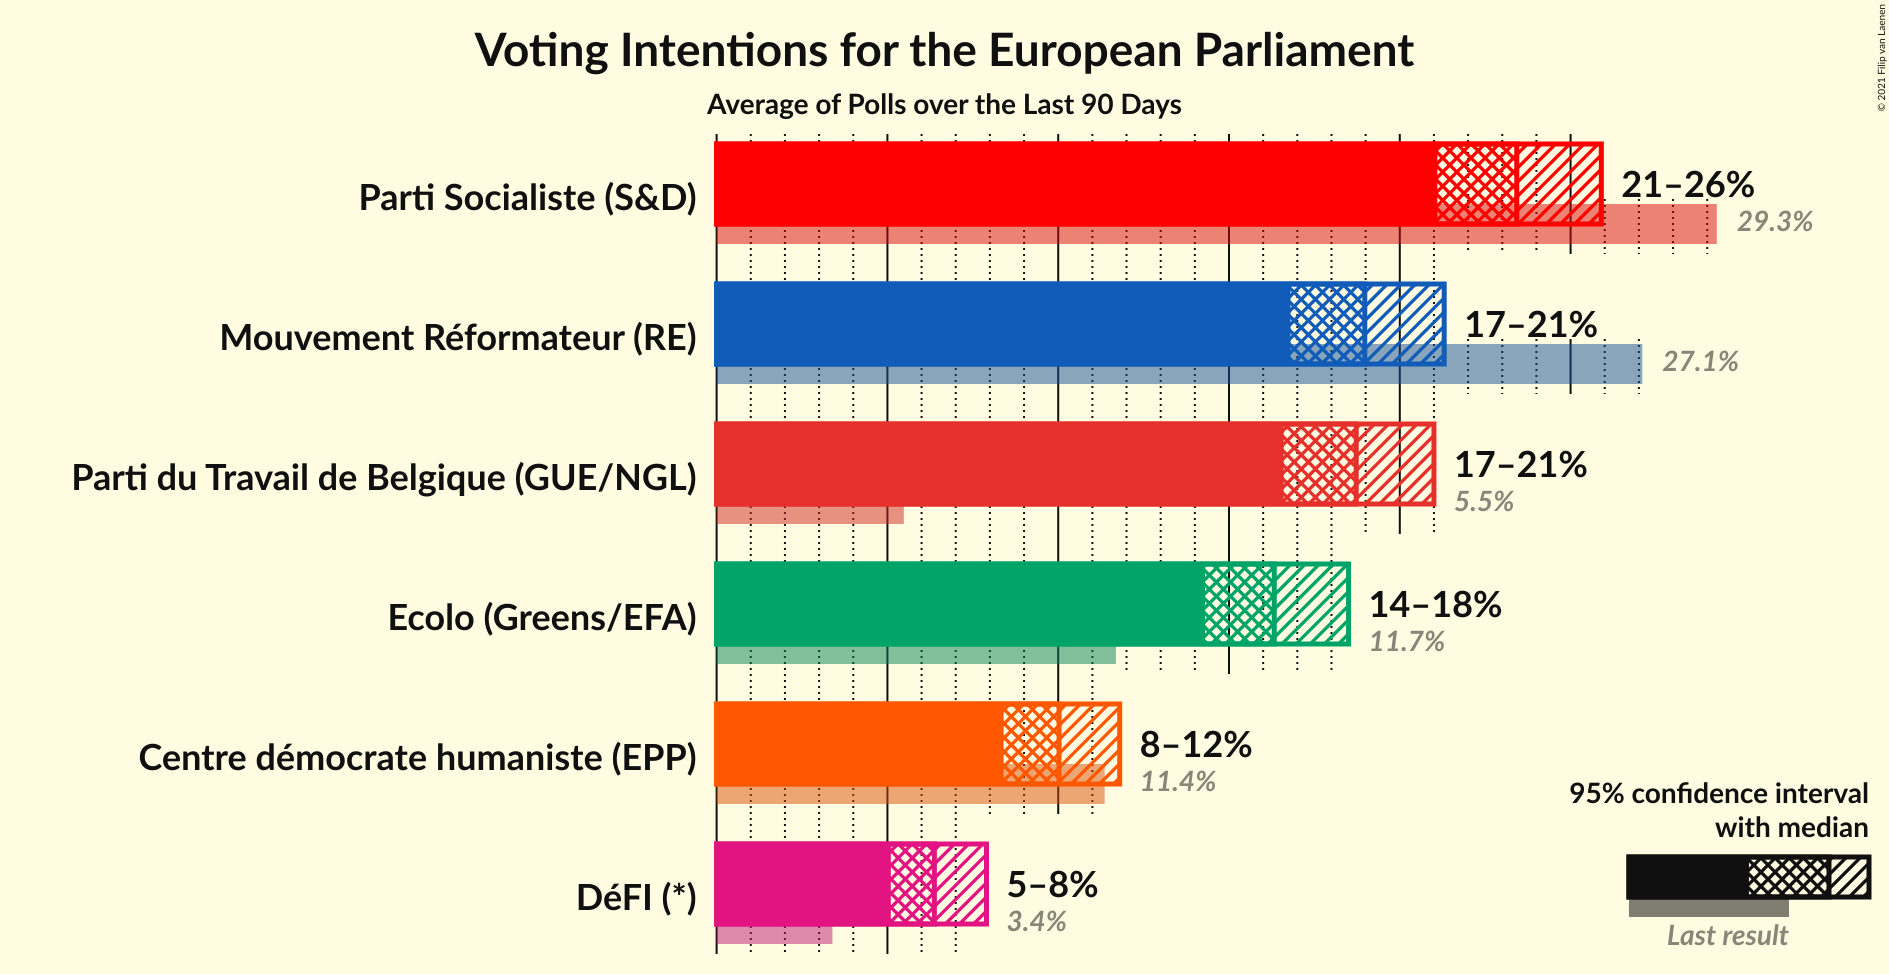 Voting Intentions for the European Parliament
Average of Polls over the Last 90 Days
© 2021 Filip van Laenen
Parti Socialiste (S&D)
21–26%
29.3%
Mouvement Réformateur (RE)
17–21%
27.1%
Parti du Travail de Belgique (GUE/NGL)
17–21%
5.5%
Ecolo (Greens/EFA)
14–18%
11.7%
Centre démocrate humaniste (EPP)
8–12%
11.4%
DéFI (*)
5–8%
3.4%
95% confidence interval
with median
Last result